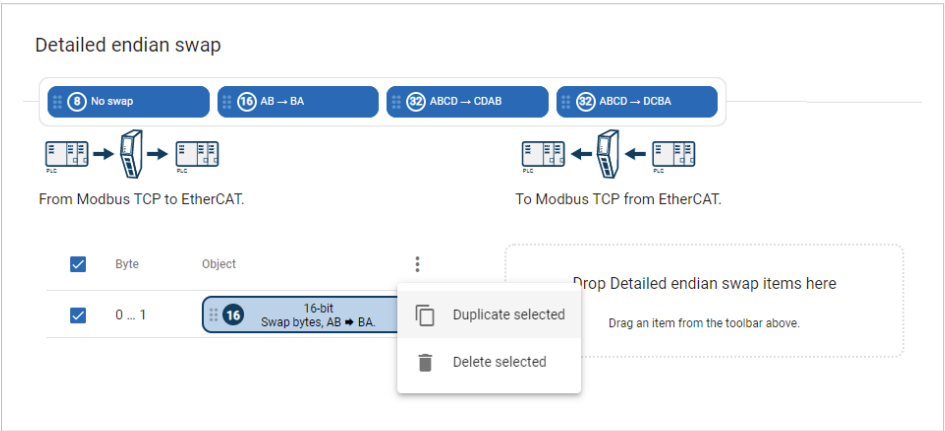 Detailed endian swap
8 No swap
16 AB → BA
32 ABCD → CDAB
32 ABCD → DCBA
PLC PLC
PLC PLC
From Modbus TCP to EtherCAT.
To Modbus TCP from EtherCAT.
Byte Object
0 ... 1
16 16-bit
Swap bytes, AB ➡ BA.
Duplicate selected
Delete selected
Drop Detailed endian swap items here
Drag an item from the toolbar above.